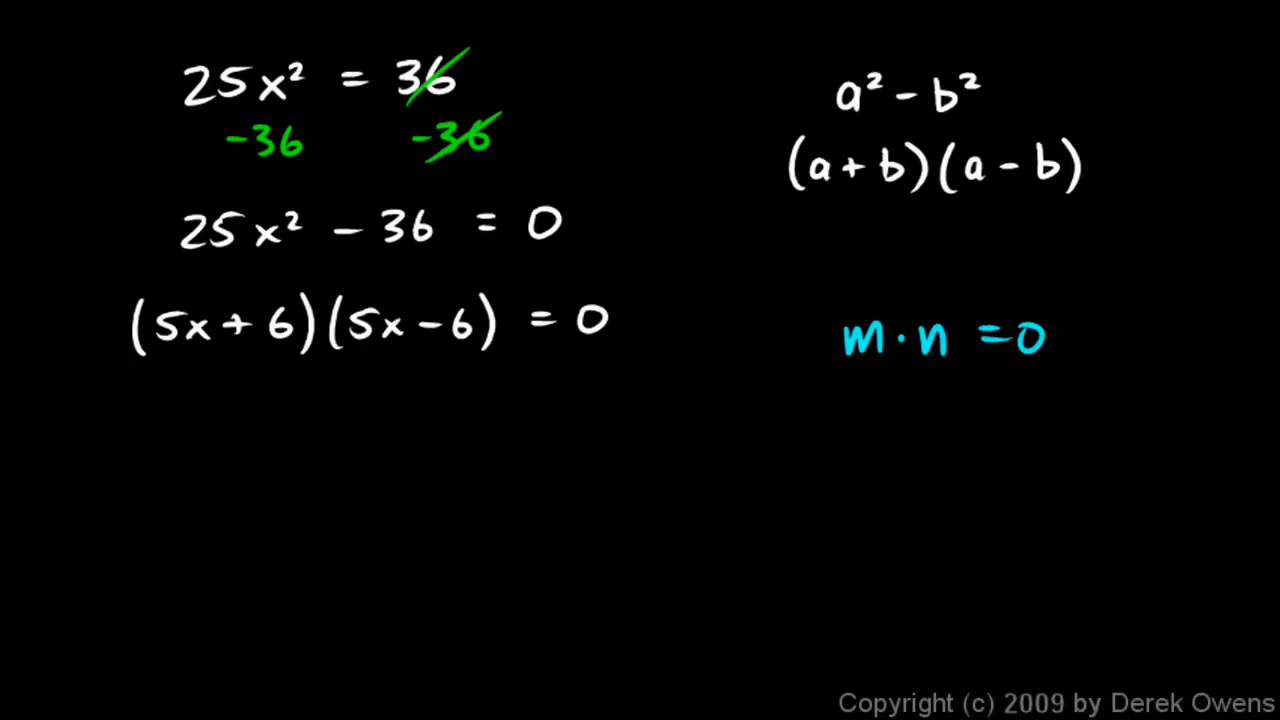 25x² = 36
-36 -36
25x² - 36 = 0
(5x + 6)(5x - 6) = 0
a² - b²
(a + b)(a - b)
m · n = 0
Copyright (c) 2009 by Derek Owens